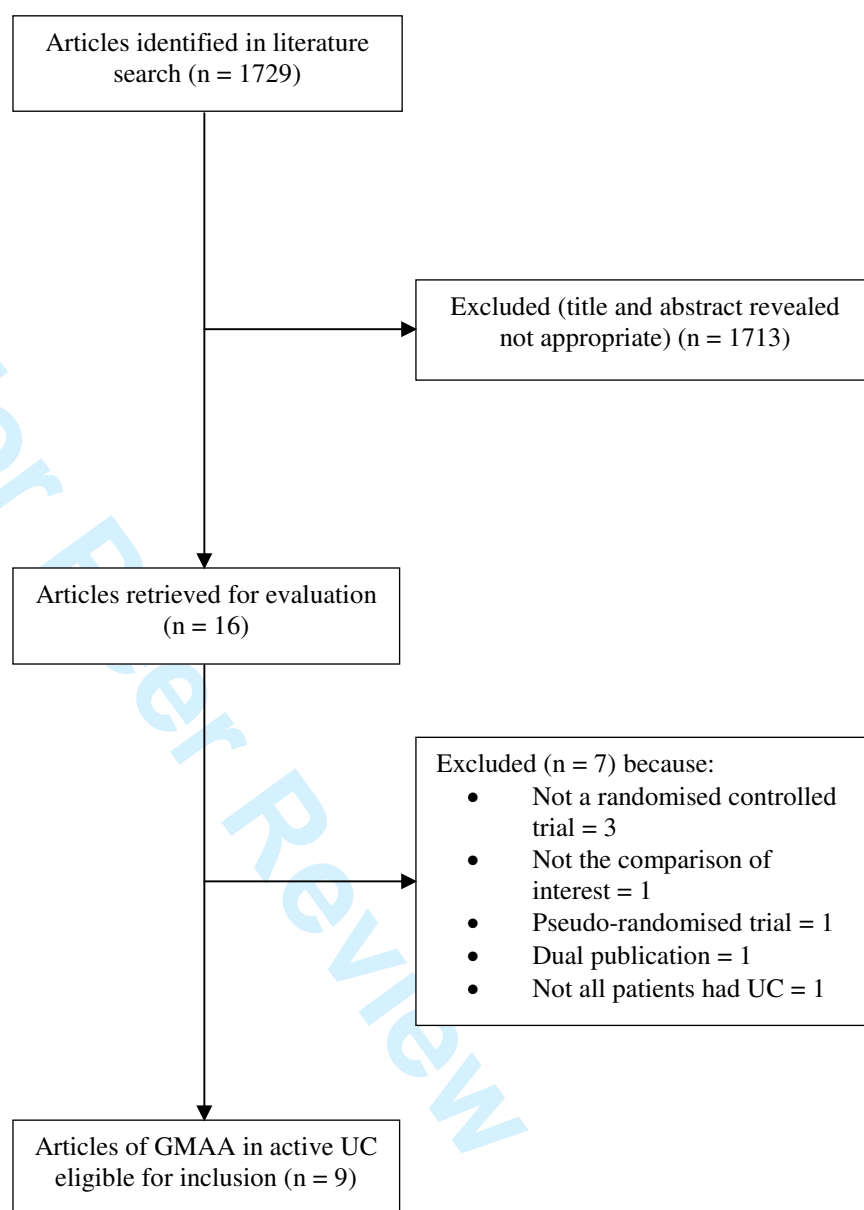 Articles identified in literature
search (n = 1729)
Excluded (title and abstract revealed
not appropriate) (n = 1713)
Articles retrieved for evaluation
(n = 16)
Excluded (n = 7) because:
• Not a randomised controlled
trial = 3
• Not the comparison of
interest = 1
• Pseudo-randomised trial = 1
• Dual publication = 1
• Not all patients had UC = 1
Articles of GMAA in active UC
eligible for inclusion (n = 9)
Peer Review